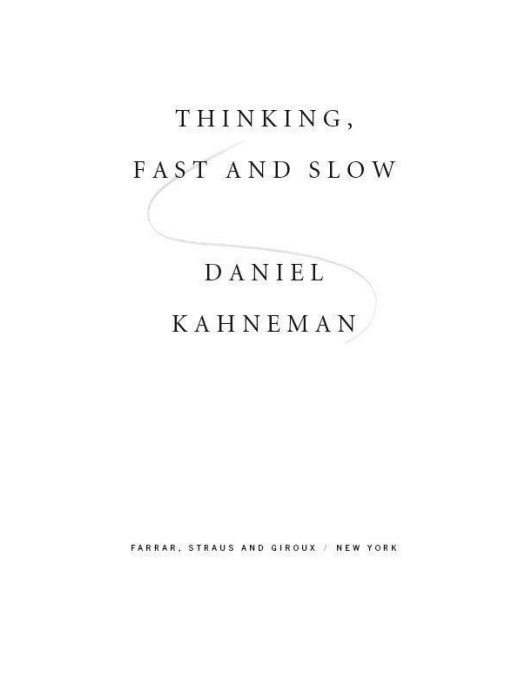 THINKING,
FAST AND SLOW
DANIEL
KAHNEMAN
FARRAR, STRAUS AND GIROUX / NEW YORK